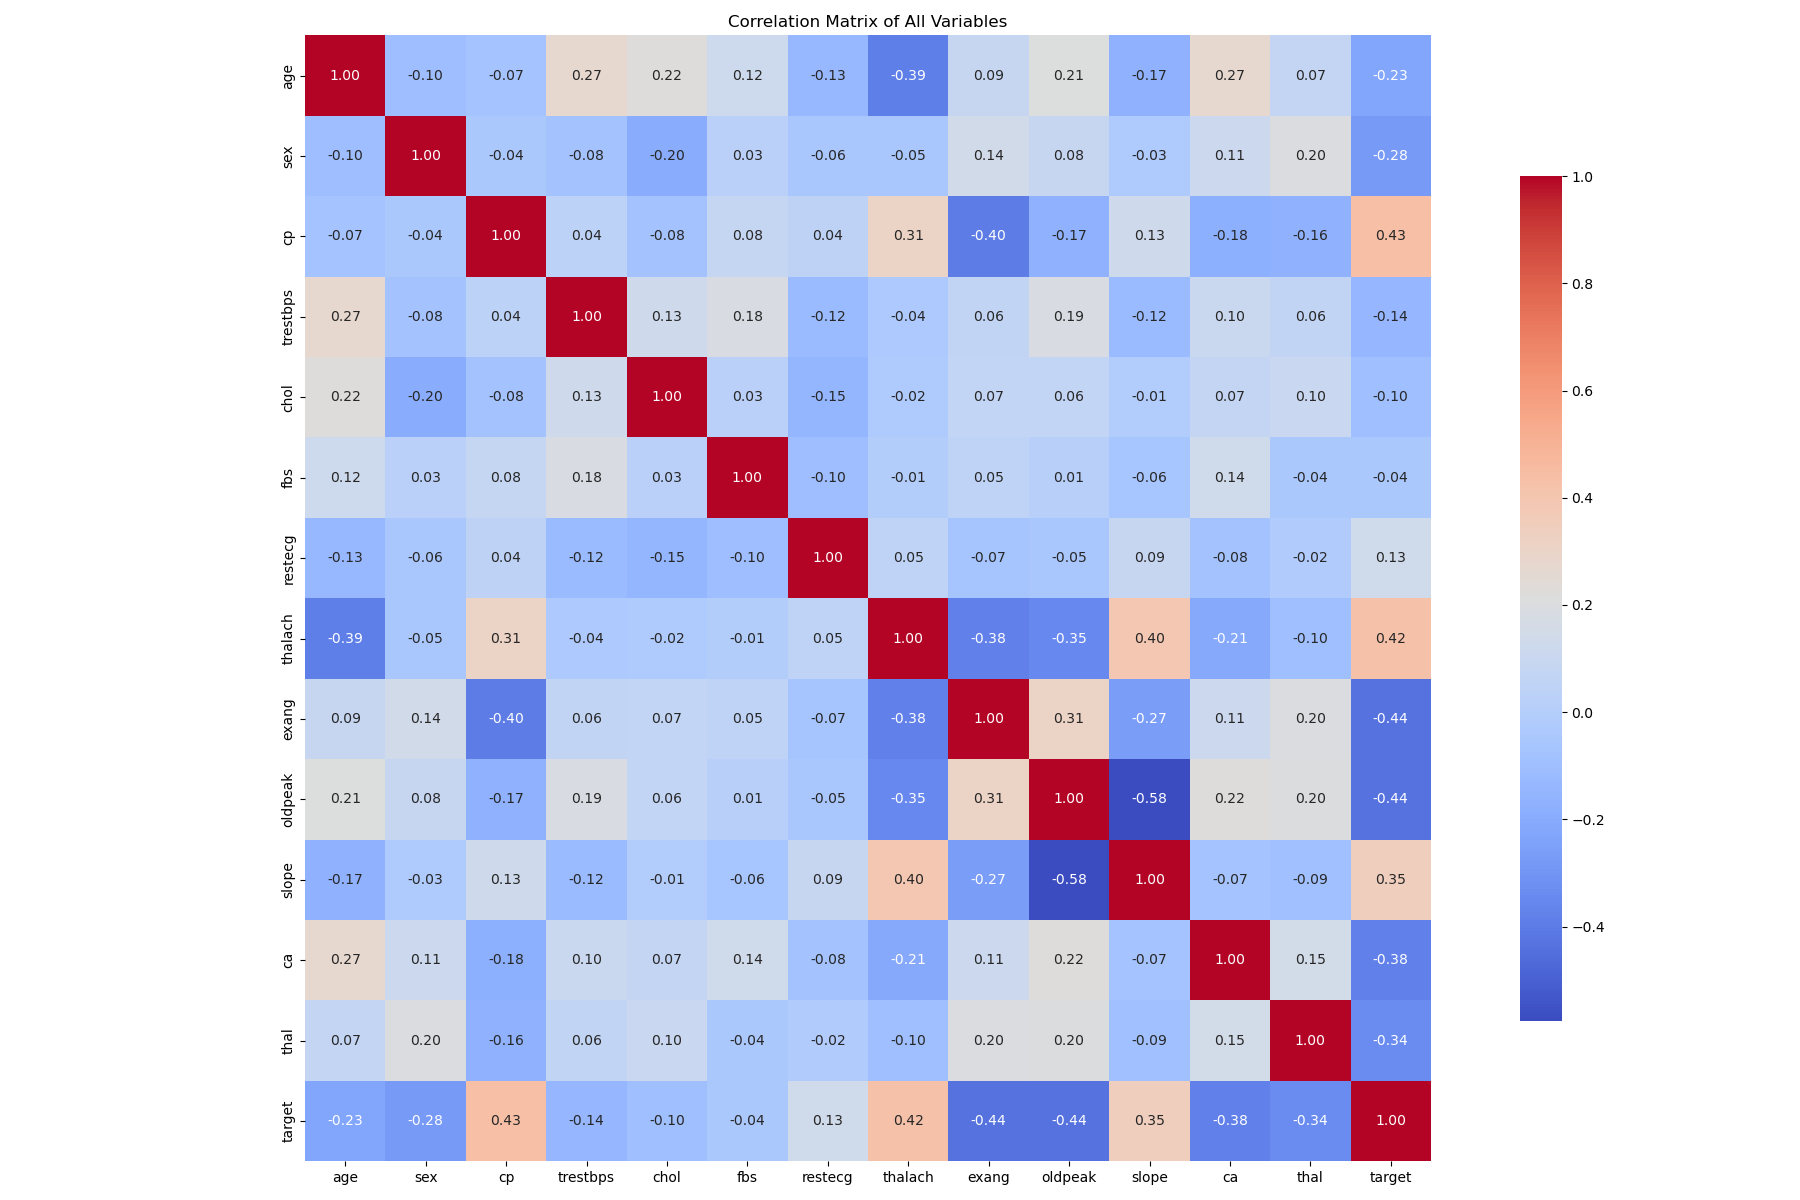 Correlation Matrix of All Variables
age 1.00 -0.10 -0.07 0.27 0.22 0.12 -0.13 -0.39 0.09 0.21 -0.17 0.27 0.07 -0.23
sex -0.10 1.00 -0.04 -0.08 -0.20 0.03 -0.06 -0.05 0.14 0.08 -0.03 0.11 0.20 -0.28
cp -0.07 -0.04 1.00 0.04 -0.08 0.08 0.04 0.31 -0.40 -0.17 0.13 -0.18 -0.16 0.43
trestbps 0.27 -0.08 0.04 1.00 0.13 0.18 -0.12 -0.04 0.06 0.19 -0.12 0.10 0.06 -0.14
chol 0.22 -0.20 -0.08 0.13 1.00 0.03 -0.15 -0.02 0.07 0.06 -0.01 0.07 0.10 -0.10
fbs 0.12 0.03 0.08 0.18 0.03 1.00 -0.10 -0.01 0.05 0.01 -0.06 0.14 -0.04 -0.04
restecg -0.13 -0.06 0.04 -0.12 -0.15 -0.10 1.00 0.05 -0.07 -0.05 0.09 -0.08 -0.02 0.13
thalach -0.39 -0.05 0.31 -0.04 -0.02 -0.01 0.05 1.00 -0.38 -0.35 0.40 -0.21 -0.10 0.42
exang 0.09 0.14 -0.40 0.06 0.07 0.05 -0.07 -0.38 1.00 0.31 -0.27 0.11 0.20 -0.44
oldpeak 0.21 0.08 -0.17 0.19 0.06 0.01 -0.05 -0.35 0.31 1.00 -0.58 0.22 0.20 -0.44
slope -0.17 -0.03 0.13 -0.12 -0.01 -0.06 0.09 0.40 -0.27 -0.58 1.00 -0.07 -0.09 0.35
ca 0.27 0.11 -0.18 0.10 0.07 0.14 -0.08 -0.21 0.11 0.22 -0.07 1.00 0.15 -0.38
thal 0.07 0.20 -0.16 0.06 0.10 -0.04 -0.02 -0.10 0.20 0.20 -0.09 0.15 1.00 -0.34
target -0.23 -0.28 0.43 -0.14 -0.10 -0.04 0.13 0.42 -0.44 -0.44 0.35 -0.38 -0.34 1.00
age sex cp trestbps chol fbs restecg thalach exang oldpeak slope ca thal target
1.0
0.8
0.6
0.4
0.2
0.0
−0.2
−0.4